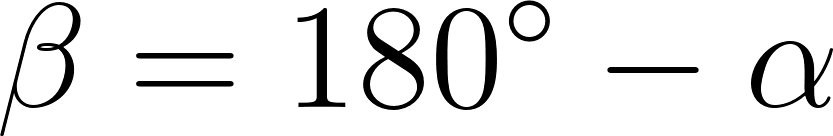 β = 180° − α